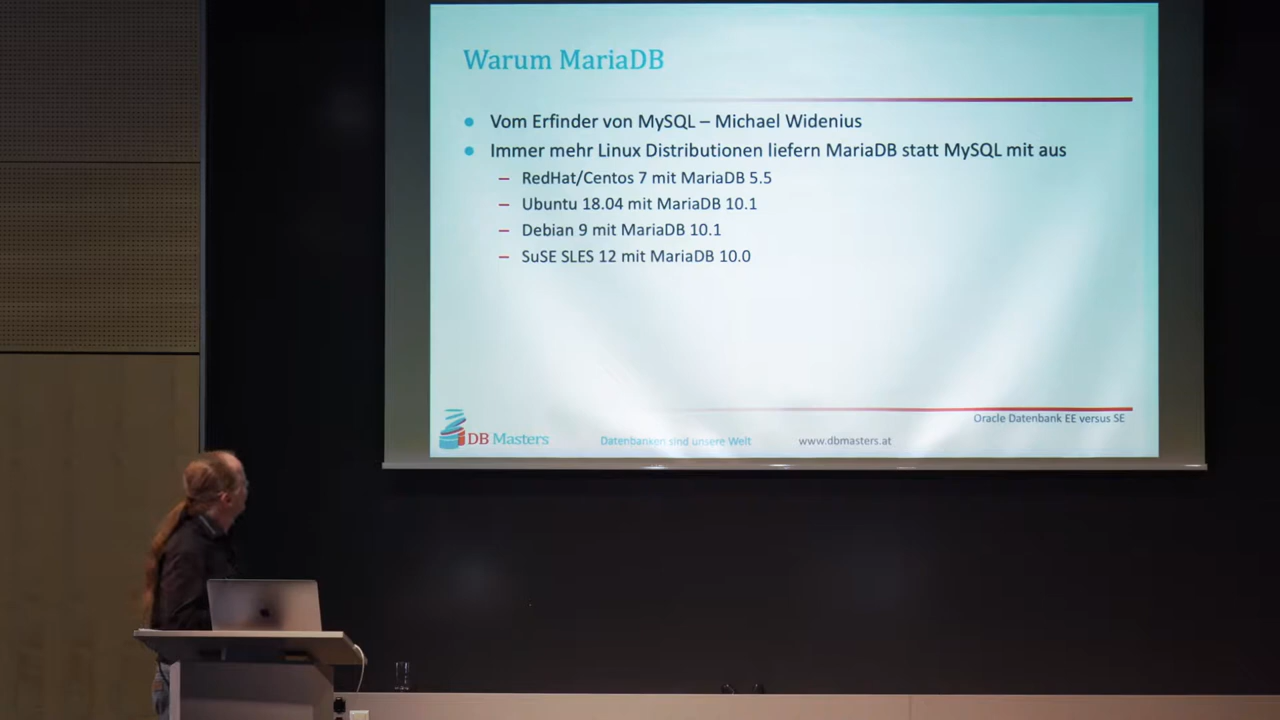 Warum MariaDB
Vom Erfinder von MySQL – Michael Widenius
Immer mehr Linux Distributionen liefern MariaDB statt MySQL mit aus
– RedHat/Centos 7 mit MariaDB 5.5
– Ubuntu 18.04 mit MariaDB 10.1
– Debian 9 mit MariaDB 10.1
– SuSE SLES 12 mit MariaDB 10.0
Oracle Datenbank EE versus SE
DB Masters Datenbanken sind unsere Welt www.dbmasters.at